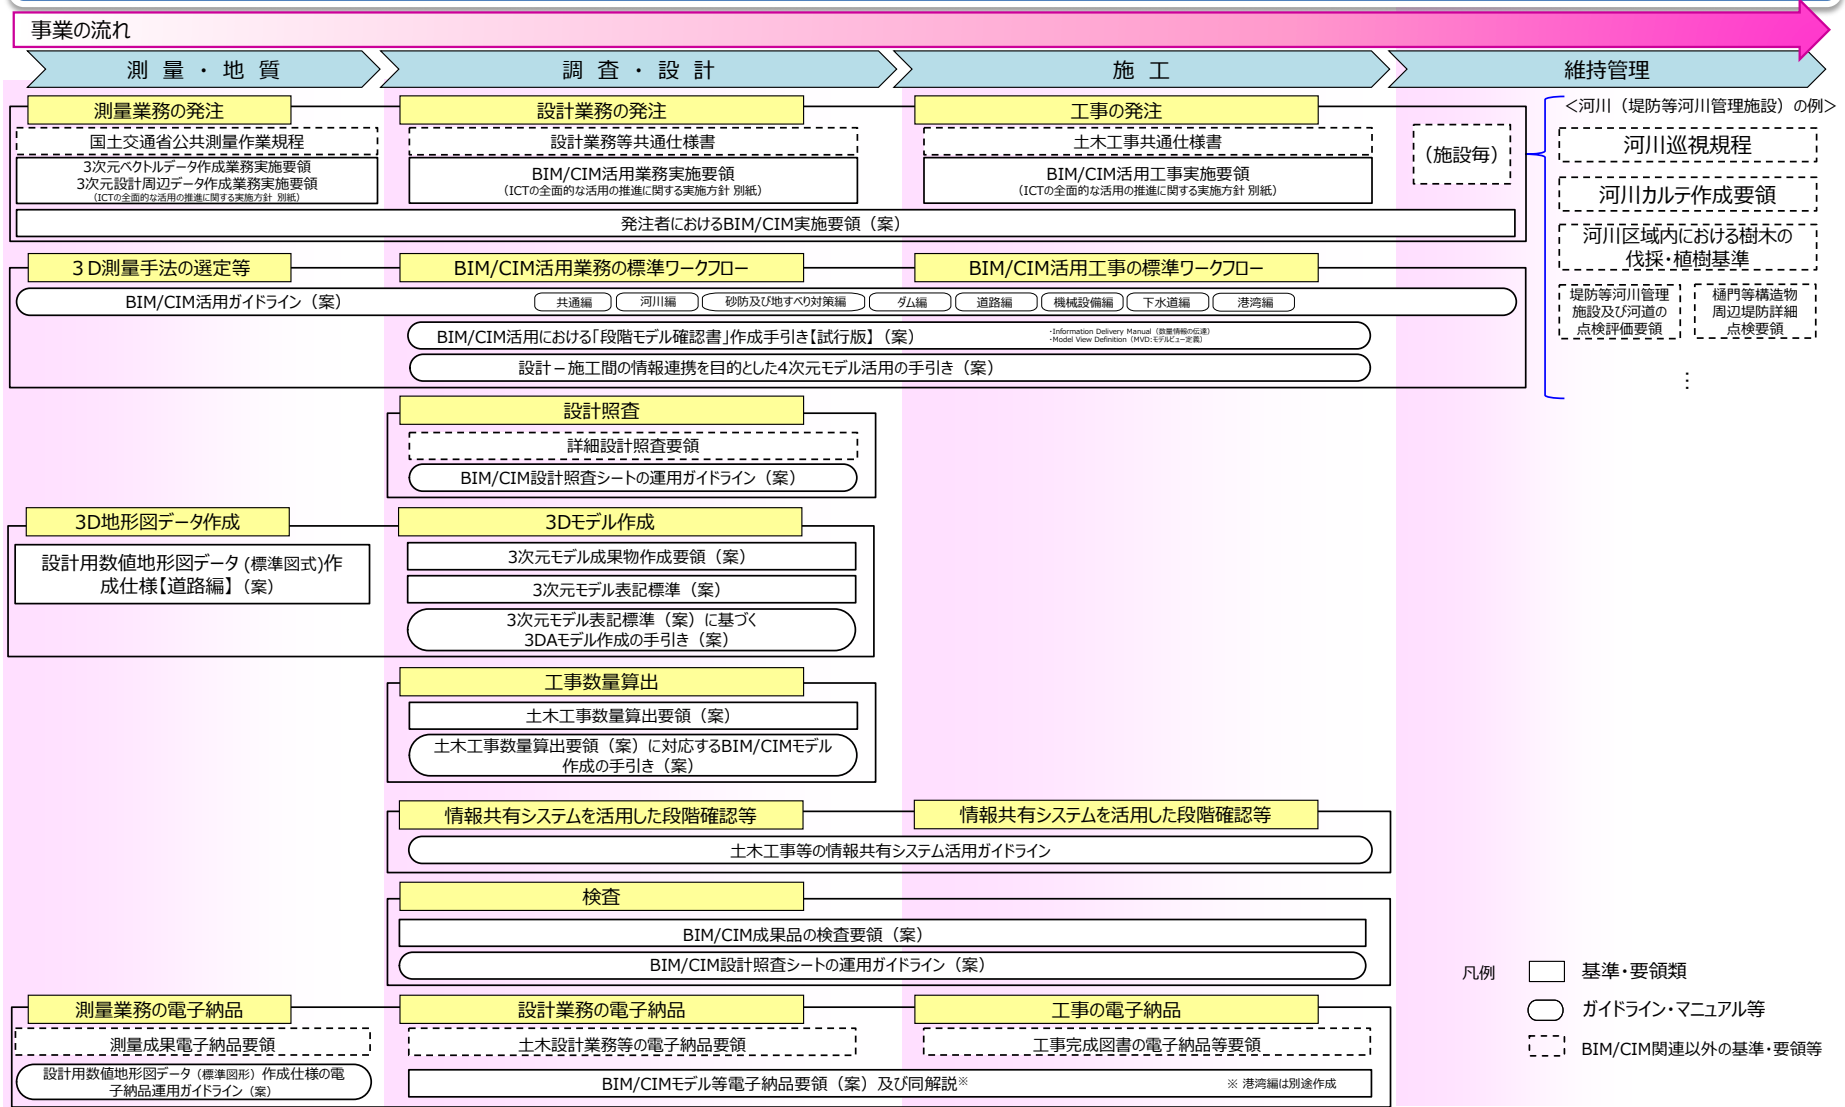 事業の流れ
測 量 ・ 地 質
調 査 ・ 設 計
施 工
維持管理
測量業務の発注
設計業務の発注
工事の発注
国土交通省公共測量作業規程
設計業務等共通仕様書
土木工事共通仕様書
3次元ベクトルデータ作成業務実施要領
3次元設計周辺データ作成業務実施要領
(ICTの全面的な活用の推進に関する実施方針 別紙)
BIM/CIM活用業務実施要領
(ICTの全面的な活用の推進に関する実施方針 別紙)
BIM/CIM活用工事実施要領
(ICTの全面的な活用の推進に関する実施方針 別紙)
(施設毎)
発注者におけるBIM/CIM実施要領(案)
<河川(堤防等河川管理施設)の例>
河川巡視規程
河川カルテ作成要領
河川区域内における樹木の
伐採・植樹基準
堤防等河川管理
施設及び河道の
点検評価要領
樋門等構造物
周辺堤防詳細
点検要領
⋮
3D測量手法の選定等
BIM/CIM活用業務の標準ワークフロー
BIM/CIM活用工事の標準ワークフロー
BIM/CIM活用ガイドライン(案)
共通編
河川編
砂防及び地すべり対策編
ダム編
道路編
機械設備編
下水道編
港湾編
BIM/CIM活用における「段階モデル確認書」作成手引き【試行版】(案)
・Information Delivery Manual(数量情報の伝達)
・Model View Definition(MVD:モデルビュー定義)
設計-施工間の情報連携を目的とした4次元モデル活用の手引き(案)
設計照査
詳細設計照査要領
BIM/CIM設計照査シートの運用ガイドライン(案)
3D地形図データ作成
3Dモデル作成
設計用数値地形図データ(標準図式)作
成仕様【道路編】(案)
3次元モデル成果物作成要領(案)
3次元モデル表記標準(案)
3次元モデル表記標準(案)に基づく
3DAモデル作成の手引き(案)
工事数量算出
土木工事数量算出要領(案)
土木工事数量算出要領(案)に対応するBIM/CIMモデル
作成の手引き(案)
情報共有システムを活用した段階確認等
情報共有システムを活用した段階確認等
土木工事等の情報共有システム活用ガイドライン
検査
BIM/CIM成果品の検査要領(案)
BIM/CIM設計照査シートの運用ガイドライン(案)
測量業務の電子納品
設計業務の電子納品
工事の電子納品
測量成果電子納品要領
土木設計業務等の電子納品要領
工事完成図書の電子納品等要領
設計用数値地形図データ(標準図形)作成仕様の電
子納品運用ガイドライン(案)
BIM/CIMモデル等電子納品要領(案)及び同解説※
※ 港湾編は別途作成
凡例
基準・要領類
ガイドライン・マニュアル等
BIM/CIM関連以外の基準・要領等